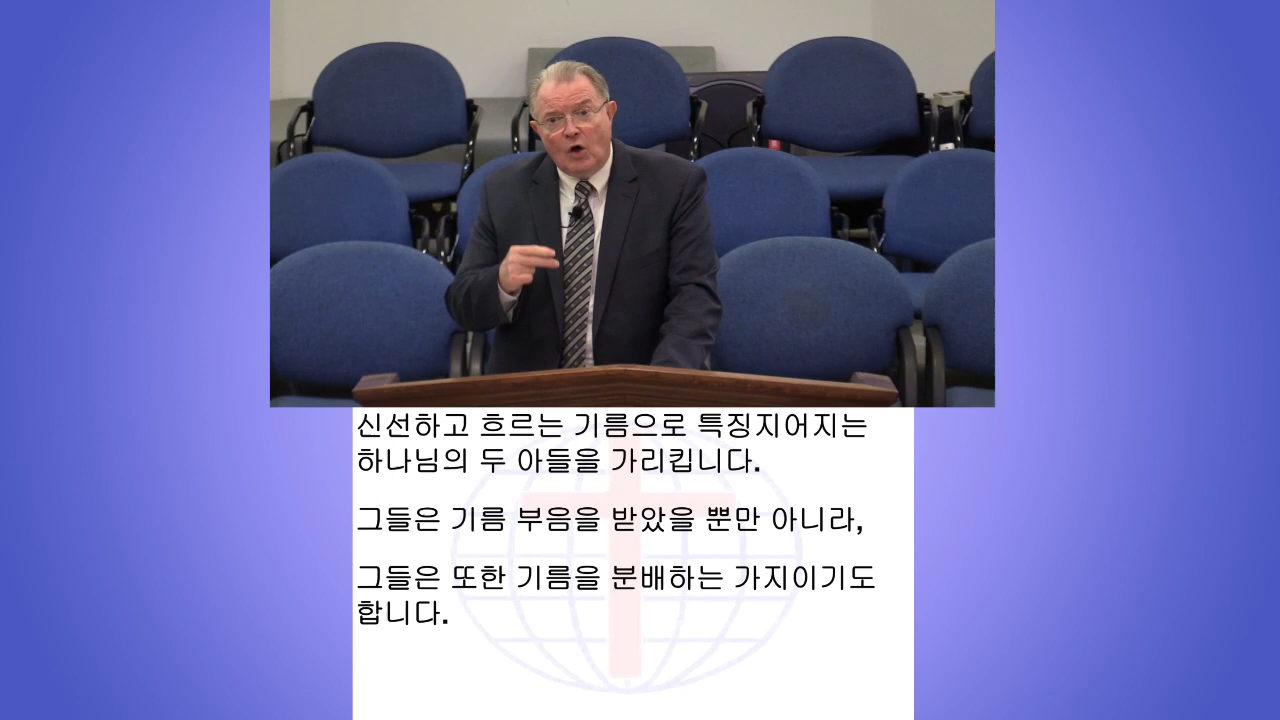 신선하고 흐르는 기름으로 특징지어지는
하나님의 두 아들을 가리킵니다.
그들은 기름 부음을 받았을 뿐만 아니라,
그들은 또한 기름을 분배하는 가지이기도
합니다.